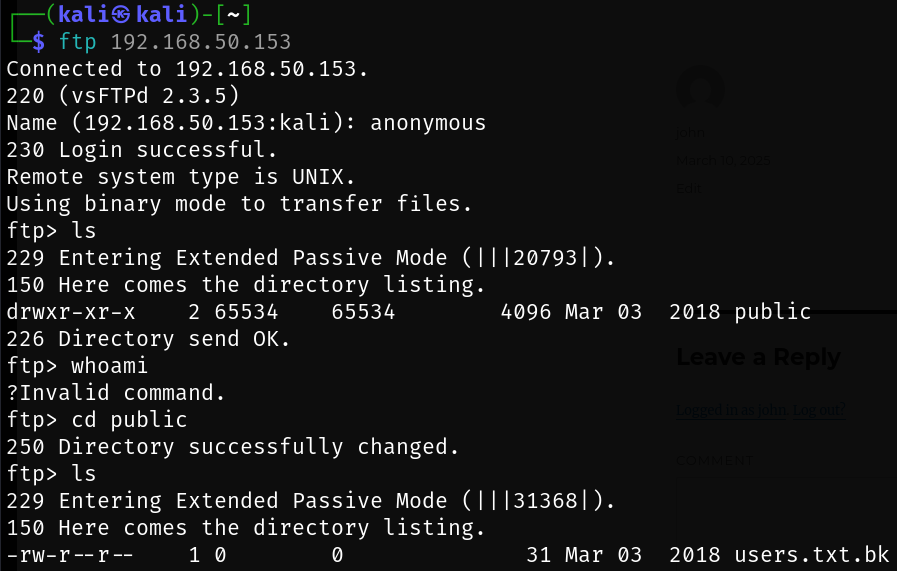 ┌──(kali㉿kali)-[~]
└─$ ftp 192.168.50.153
Connected to 192.168.50.153.
220 (vsFTPd 2.3.5)
Name (192.168.50.153:kali): anonymous
230 Login successful.
Remote system type is UNIX.
Using binary mode to transfer files.
ftp> ls
229 Entering Extended Passive Mode (|||20793|).
150 Here comes the directory listing.
drwxr-xr-x    2 65534    65534        4096 Mar 03  2018 public
226 Directory send OK.
ftp> whoami
?Invalid command.
ftp> cd public
250 Directory successfully changed.
ftp> ls
229 Entering Extended Passive Mode (|||31368|).
150 Here comes the directory listing.
-rw-r--r--    1 0        0              31 Mar 03  2018 users.txt.bk
John
March 10, 2025
Edit
Leave a Reply
Logged in as john. Log out?
COMMENT